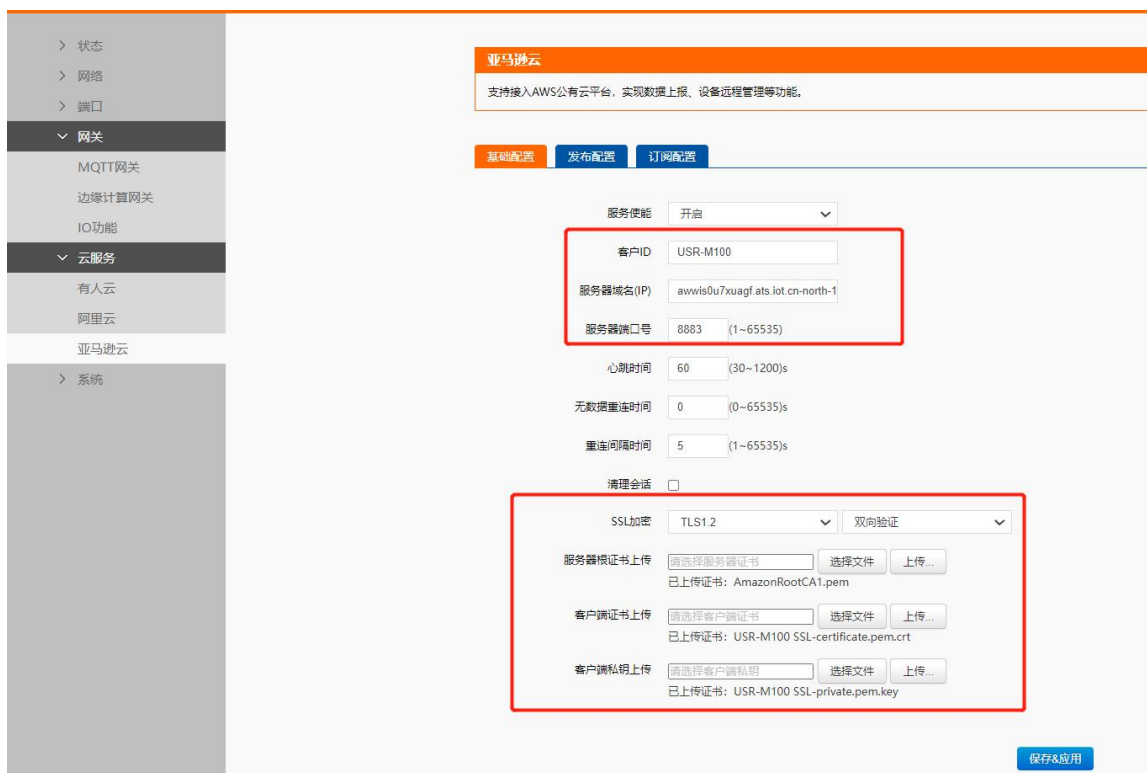 状态
网络
端口
网关
MQTT网关
边缘计算网关
IO功能
云服务
有人云
阿里云
亚马逊云
系统
亚马逊云
支持接入AWS公有云平台，实现数据上报、设备远程管理等功能。
基础配置 发布配置 订阅配置
服务使能 开启
客户ID USR-M100
服务器域名(IP) awwis0u7xuagf.ats.iot.cn-north-1
服务器端口号 8883 (1~65535)
心跳时间 60 (30~1200)s
无数据重连时间 0 (0~65535)s
重连间隔时间 5 (1~65535)s
清理会话
SSL加密 TLS1.2 双向验证
服务器根证书上传 请选择服务器证书 选择文件 上传...
已上传证书：AmazonRootCA1.pem
客户端证书上传 请选择客户端证书 选择文件 上传...
已上传证书：USR-M100 SSL-certificate.pem.crt
客户端私钥上传 请选择客户端私钥 选择文件 上传...
已上传证书：USR-M100 SSL-private.pem.key
保存&应用